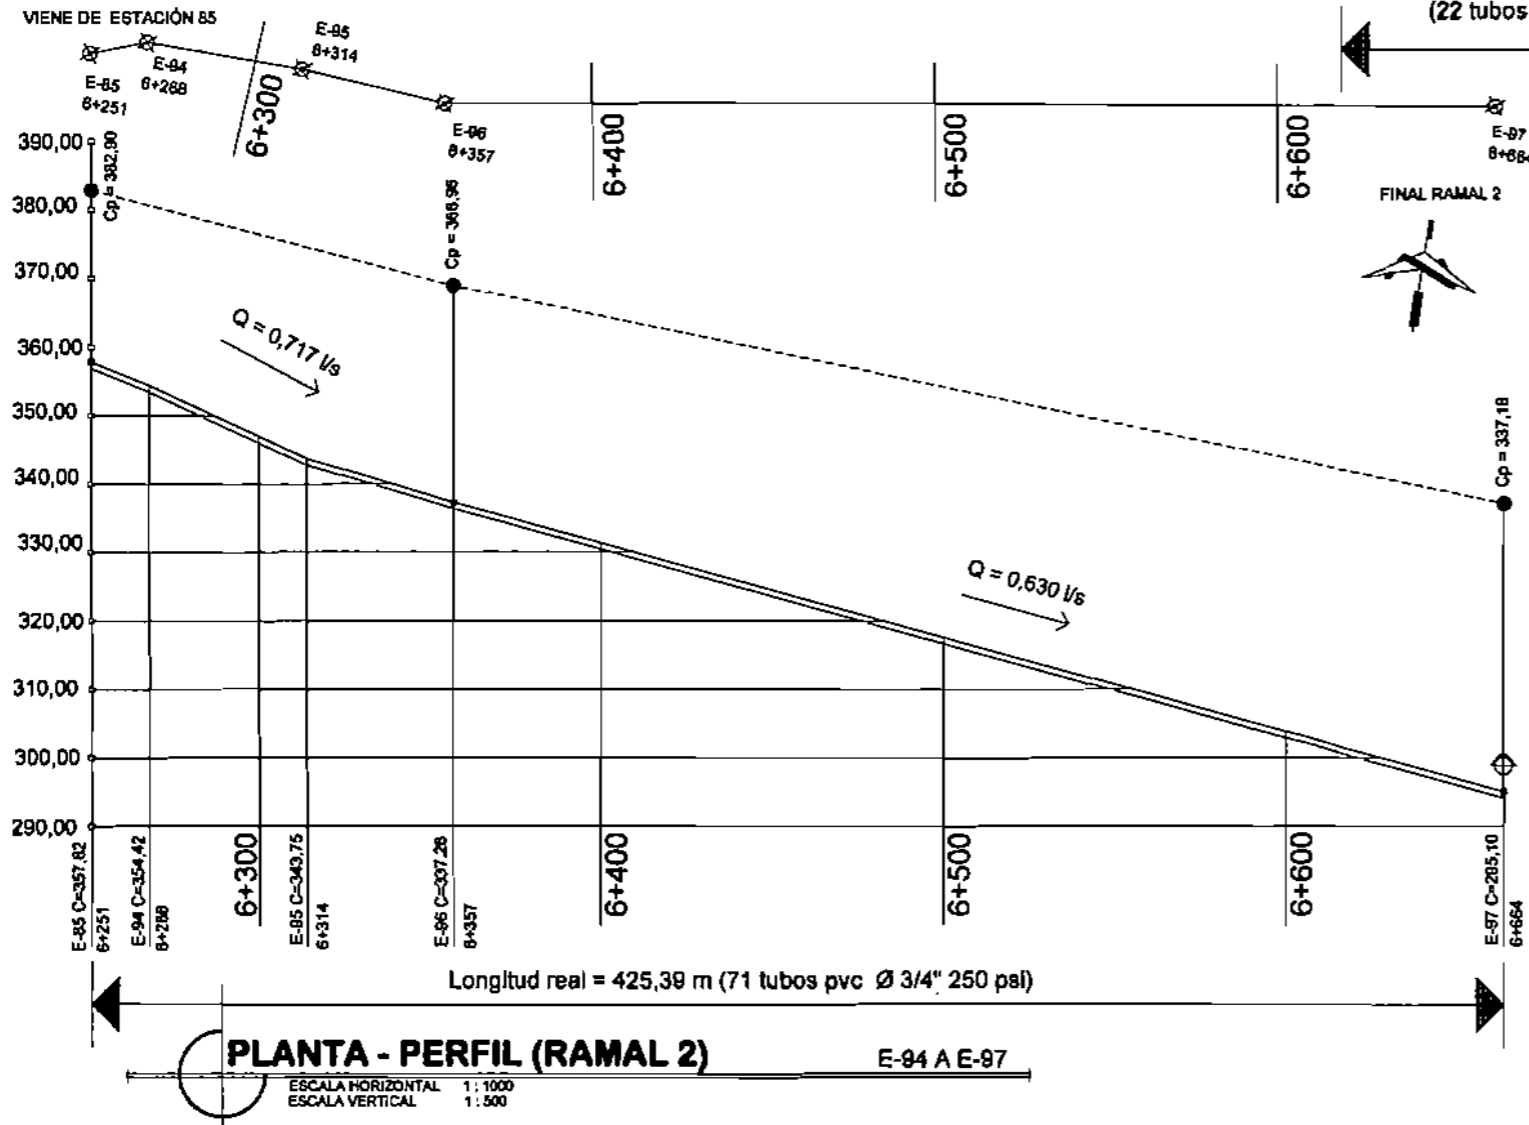 VIENE DE ESTACIÓN 85
(22 tubos
E-85
6+251
E-94
6+268
6+300
E-95
6+314
E-96
6+357
6+400
6+500
6+600
E-97
FINAL RAMAL 2
390,00
380,00
370,00
360,00
350,00
340,00
330,00
320,00
310,00
300,00
290,00
Cp = 382,90
Cp = 368,95
Cp = 337,18
Q = 0,717 l/s
Q = 0,630 l/s
E-85 C=357,82
6+251
E-94 C=354,42
6+268
6+300
E-95 C=343,75
6+314
E-96 C=337,26
6+357
6+400
6+500
6+600
E-97 C=295,10
6+664
Longitud real = 425,39 m (71 tubos pvc Ø 3/4" 250 psi)
PLANTA - PERFIL (RAMAL 2)
E-94 A E-97
ESCALA HORIZONTAL 1 : 1000
ESCALA VERTICAL 1 : 500